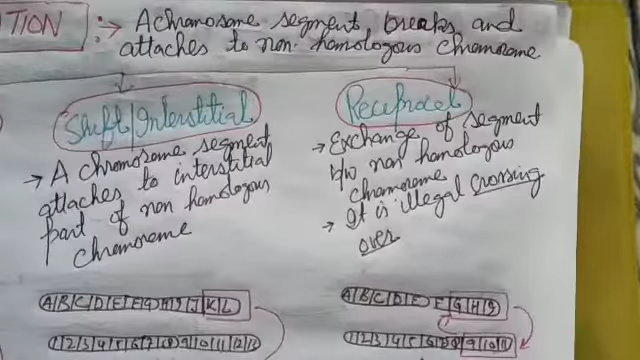 TION :→ A chromosome segment breaks and
attaches to non homologous chromosome
Shift/Interstitial
→ A chromosome segment
attaches to interstitial
part of non homologous
chromosome
Reciprocal
→ Exchange of segment
b/w non homologous
chromosome
→ It is illegal crossing
over
A B C D E F G H I J K L
1 2 3 4 5 6 7 8 9 10 11 12 13
A B C D E F G H I
1 2 3 4 5 6 7 8 9 10 11